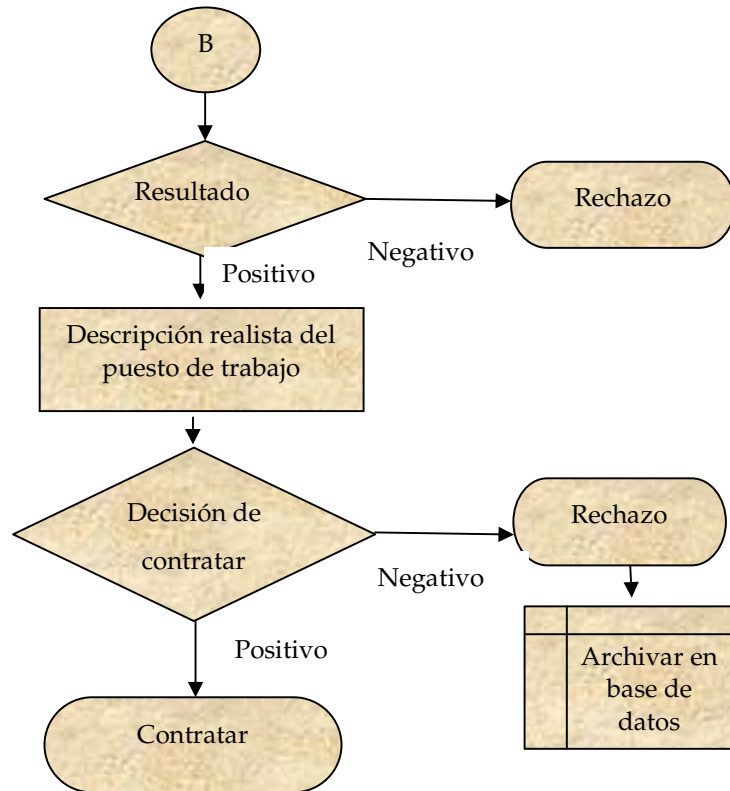 B
Resultado
Rechazo
Negativo
Positivo
Descripción realista del
puesto de trabajo
Decisión de
contratar
Rechazo
Negativo
Positivo
Archivar en
base de
datos
Contratar